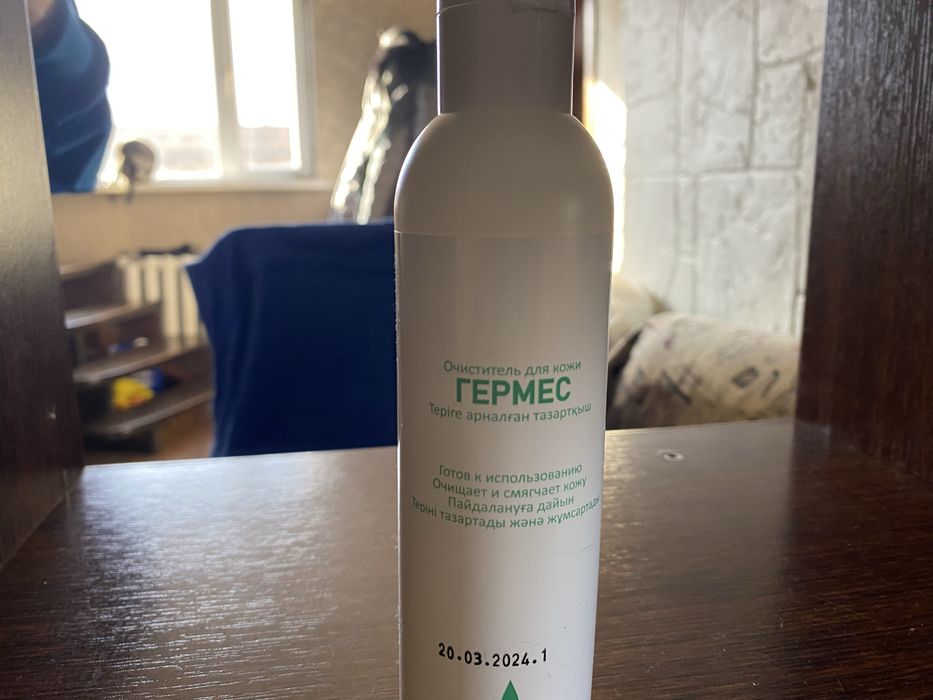 Очиститель для кожи
ГЕРМЕС
Теріге арналған тазартқыш
Готов к использованию
Очищает и смягчает кожу
Пайдалануға дайын
Теріні тазартады және жұмсартады
20.03.2024.1